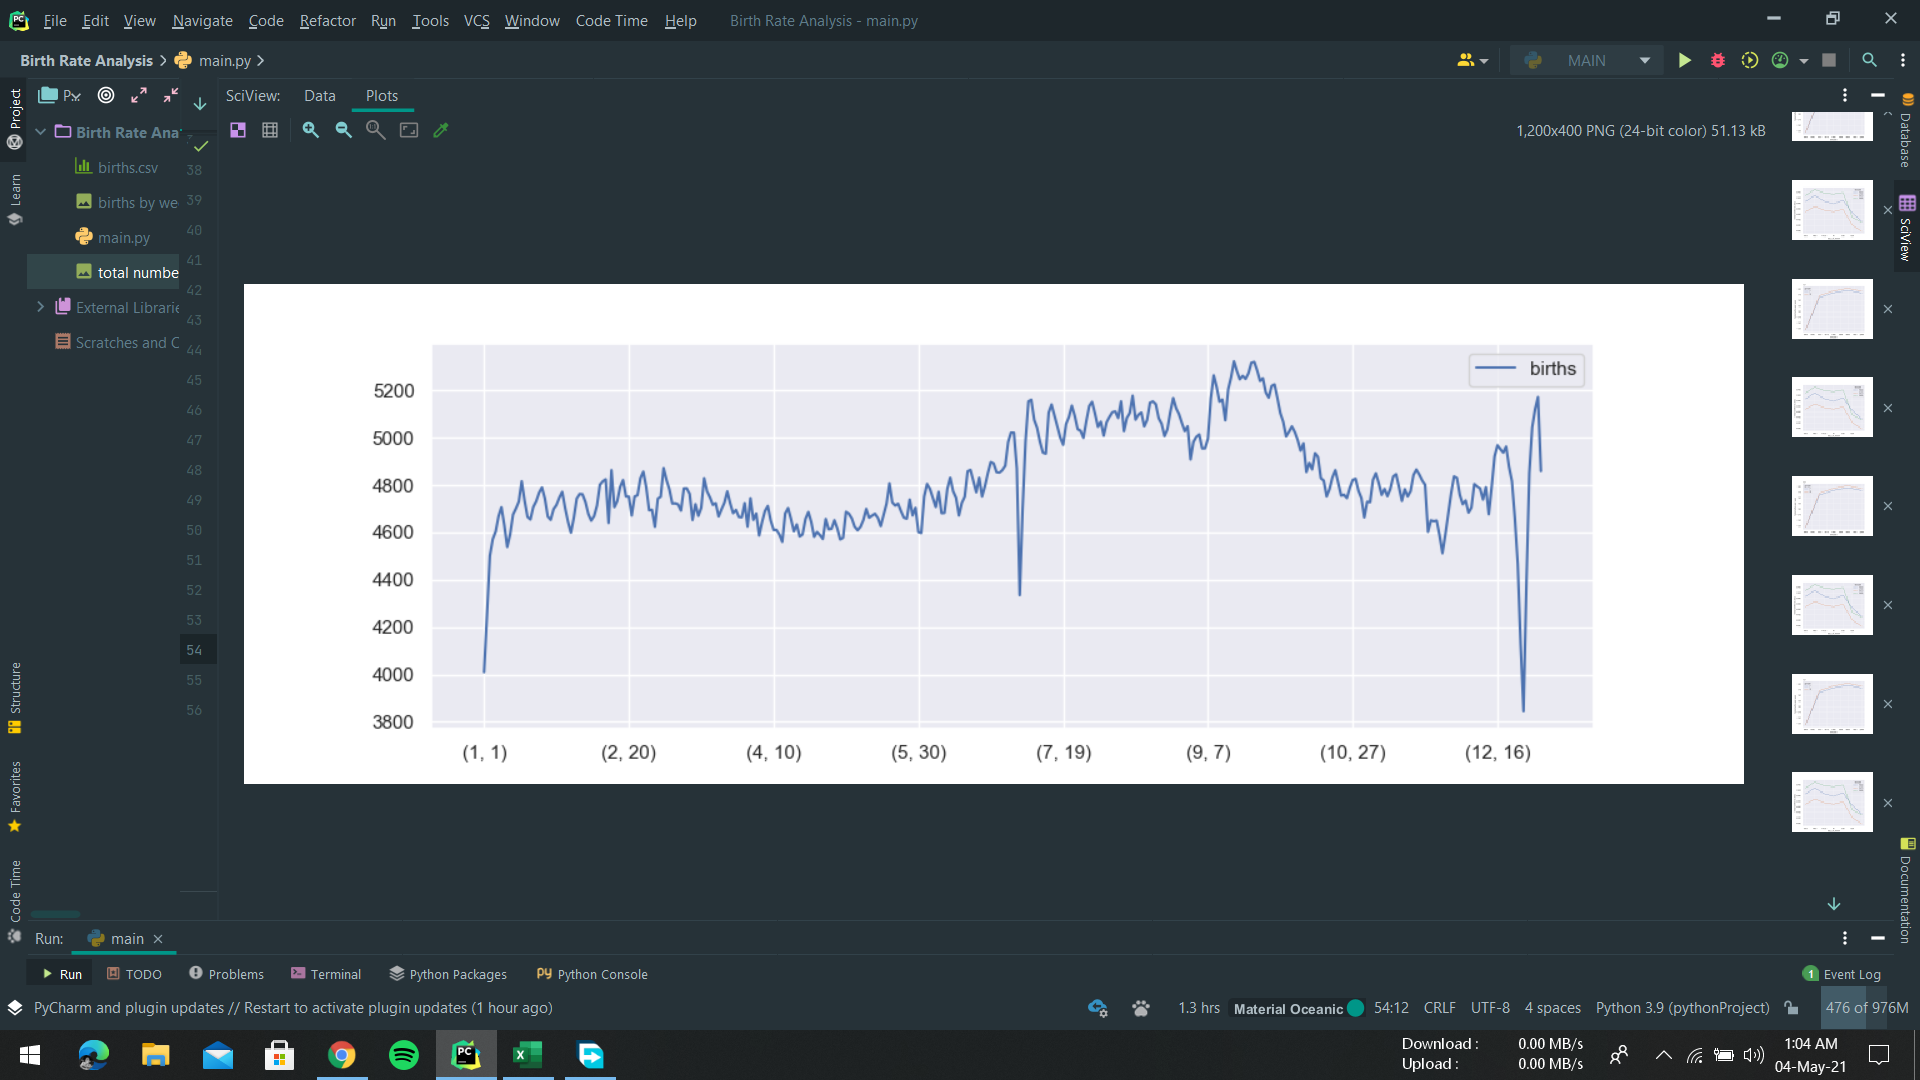 File Edit View Navigate Code Refactor Run Tools VCS Window Code Time Help Birth Rate Analysis - main.py
Birth Rate Analysis main.py MAIN
Project
Learn
Structure
Favorites
Code Time
P..
Birth Rate Ana
births.csv
births by we
main.py
total numbe
External Librarie
Scratches and C
38
39
40
41
42
43
44
45
46
47
48
49
50
51
52
53
54
55
56
SciView: Data Plots
1,200x400 PNG (24-bit color) 51.13 kB
births
5200
5000
4800
4600
4400
4200
4000
3800
(1, 1) (2, 20) (4, 10) (5, 30) (7, 19) (9, 7) (10, 27) (12, 16)
Database
SciView
Documentation
Run: main
Run TODO Problems Terminal Python Packages Python Console 1 Event Log
PyCharm and plugin updates // Restart to activate plugin updates (1 hour ago) 1.3 hrs Material Oceanic 54:12 CRLF UTF-8 4 spaces Python 3.9 (pythonProject) 476 of 976M
Download : 0.00 MB/s
Upload : 0.00 MB/s
1:04 AM
04-May-21